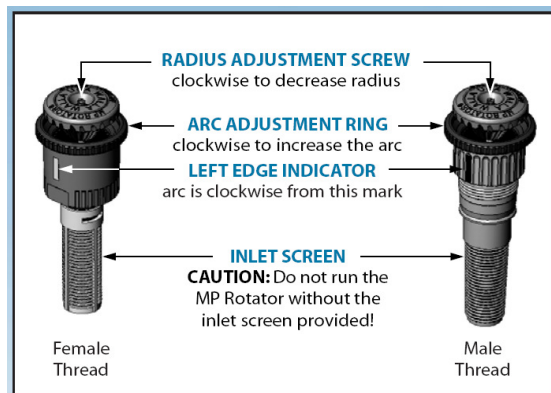 RADIUS ADJUSTMENT SCREW
clockwise to decrease radius
ARC ADJUSTMENT RING
clockwise to increase the arc
LEFT EDGE INDICATOR
arc is clockwise from this mark
INLET SCREEN
CAUTION: Do not run the
MP Rotator without the
inlet screen provided!
Female
Thread
Male
Thread